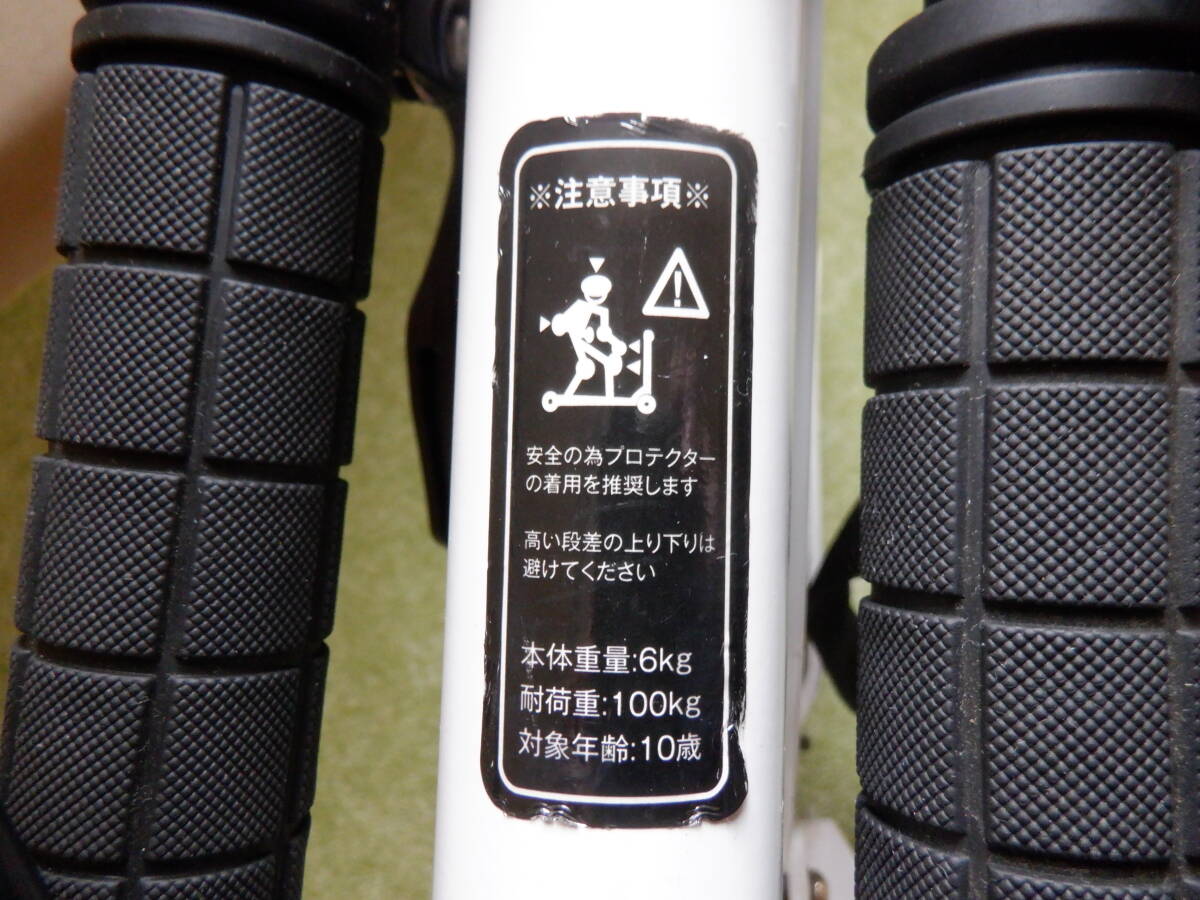 ※注意事項※
安全の為プロテクター
の着用を推奨します
高い段差の上り下りは
避けてください
本体重量:6kg
耐荷重:100kg
対象年齢:10歳